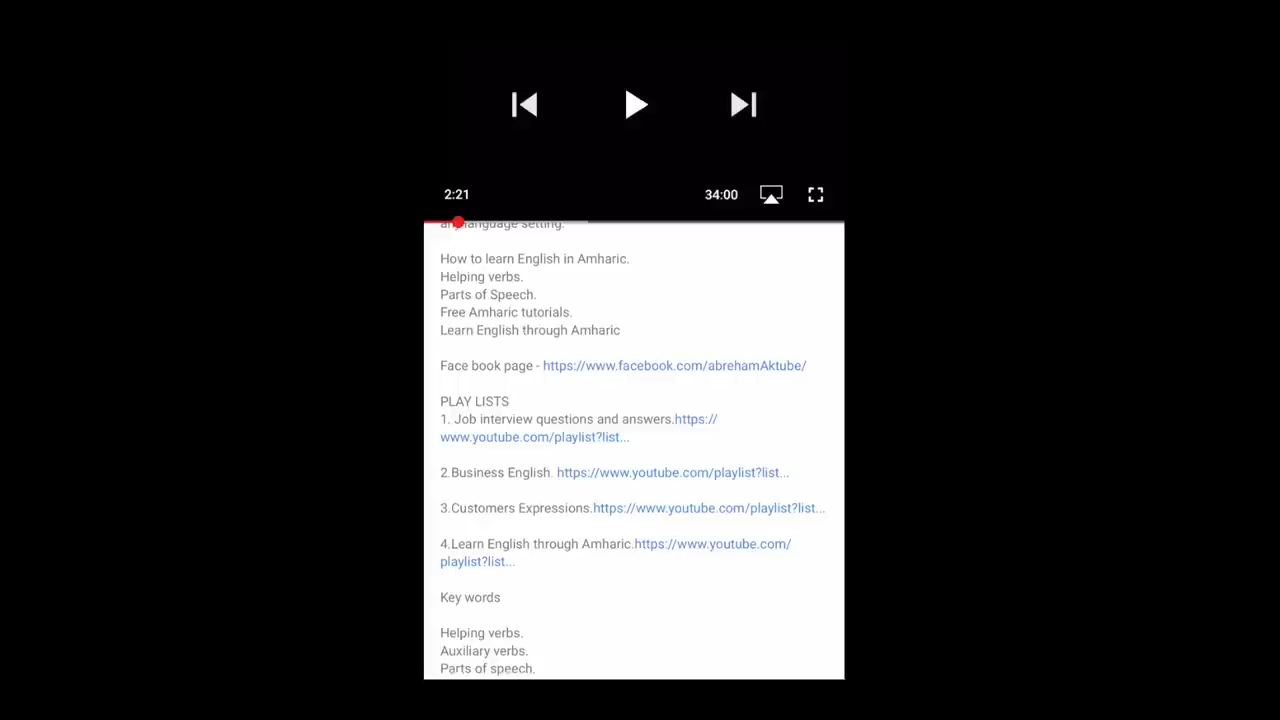 2:21
34:00
any language setting.
How to learn English in Amharic.
Helping verbs.
Parts of Speech.
Free Amharic tutorials.
Learn English through Amharic
Face book page - https://www.facebook.com/abrehamAktube/
PLAY LISTS
1. Job interview questions and answers.https://
www.youtube.com/playlist?list...
2.Business English. https://www.youtube.com/playlist?list...
3.Customers Expressions.https://www.youtube.com/playlist?list...
4.Learn English through Amharic.https://www.youtube.com/
playlist?list...
Key words
Helping verbs.
Auxiliary verbs.
Parts of speech.